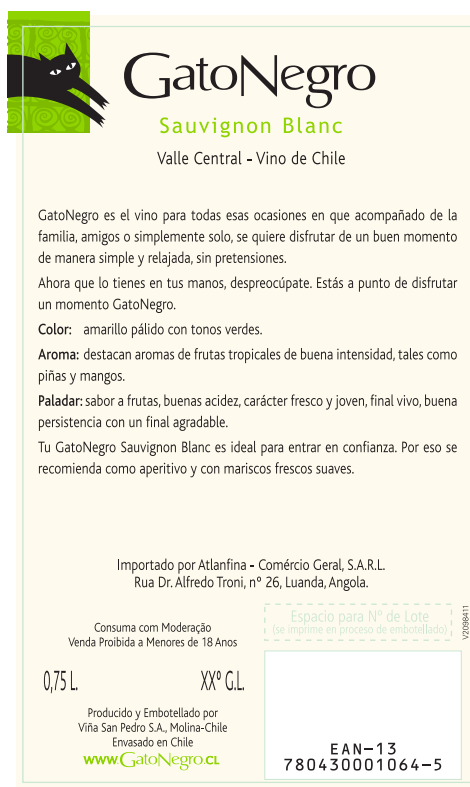 GatoNegro
Sauvignon Blanc
Valle Central - Vino de Chile
GatoNegro es el vino para todas esas ocasiones en que acompañado de la
familia, amigos o simplemente solo, se quiere disfrutar de un buen momento
de manera simple y relajada, sin pretensiones.
Ahora que lo tienes en tus manos, despreocúpate. Estás a punto de disfrutar
un momento GatoNegro.
Color: amarillo pálido con tonos verdes.
Aroma: destacan aromas de frutas tropicales de buena intensidad, tales como
piñas y mangos.
Paladar: sabor a frutas, buenas acidez, carácter fresco y joven, final vivo, buena
persistencia con un final agradable.
Tu GatoNegro Sauvignon Blanc es ideal para entrar en confianza. Por eso se
recomienda como aperitivo y con mariscos frescos suaves.
Importado por Atlanfina - Comércio Geral, S.A.R.L.
Rua Dr. Alfredo Troni, nº 26, Luanda, Angola.
Espacio para Nº de Lote
(se imprime en proceso de embotellado)
V2098411
Consuma com Moderação
Venda Proibida a Menores de 18 Anos
0,75 L. XXº G.L.
Producido y Embotellado por
Viña San Pedro S.A., Molina-Chile
Envasado en Chile
www.GatoNegro.CL
EAN-13
780430001064-5